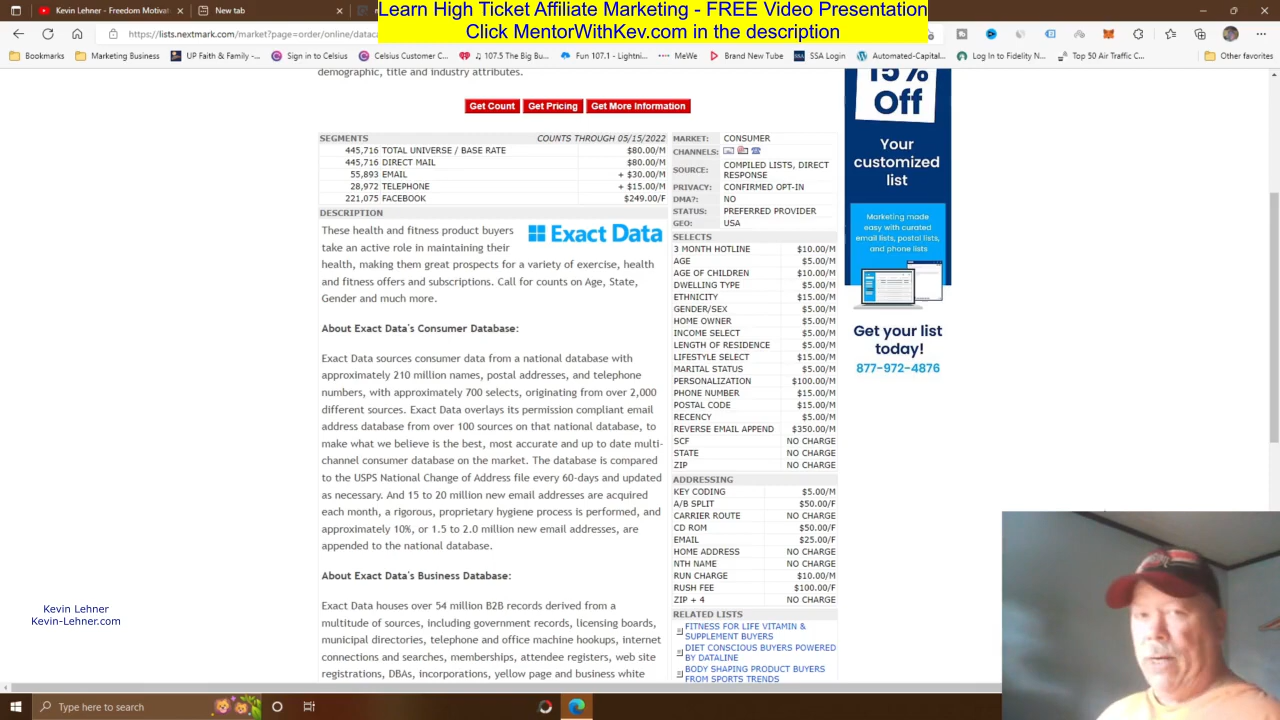 Learn High Ticket Affiliate Marketing - FREE Video Presentation
Click MentorWithKev.com in the description
(1) Live - Freedom Motivat
New tab
https://lists.nextmark.com/market?page=order/online/datac
Bookmarks
Marketing Business
UP Faith & Family —
Sign in • Celsius
Celsius Customer C...
107.5 The Big Bu...
Fun 107.1 - Lightni...
MeWe
Brand New Tube
SSA Login
Automated-Capital...
Log In to Fidelity N...
Top 50 Air Traffic C...
Other favorites
demographic, title and industry attributes.
Get Count
Get Pricing
Get More Information
SEGMENTS COUNTS THROUGH 05/15/2022
445,716 TOTAL UNIVERSE / BASE RATE $80.00/M
445,716 DIRECT MAIL $80.00/M
55,893 EMAIL + $30.00/M
28,972 TELEPHONE + $15.00/M
221,075 FACEBOOK $249.00/F
DESCRIPTION
These health and fitness product buyers
take an active role in maintaining their
health, making them great prospects for a variety of exercise, health
and fitness offers and subscriptions. Call for counts on Age, State,
Gender and much more.
Exact Data
About Exact Data's Consumer Database:
Exact Data sources consumer data from a national database with
approximately 210 million names, postal addresses, and telephone
numbers, with approximately 700 selects, originating from over 2,000
different sources. Exact Data overlays its permission compliant email
address database from over 100 sources on that national database, to
make what we believe is the best, most accurate and up to date multi-
channel consumer database on the market. The database is compared
to the USPS National Change of Address file every 60-days and updated
as necessary. And 15 to 20 million new email addresses are acquired
each month, a rigorous, proprietary hygiene process is performed, and
approximately 10%, or 1.5 to 2.0 million new email addresses, are
appended to the national database.
About Exact Data's Business Database:
Exact Data houses over 54 million B2B records derived from a
multitude of sources, including government records, licensing boards,
municipal directories, telephone and office machine hookups, internet
connections and searches, memberships, attendee registers, web site
registrations, DBAs, incorporations, yellow page and business white
MARKET: CONSUMER
CHANNELS:
SOURCE: COMPILED LISTS, DIRECT
RESPONSE
PRIVACY: CONFIRMED OPT-IN
DMA?: NO
STATUS: PREFERRED PROVIDER
GEO: USA
SELECTS
3 MONTH HOTLINE $10.00/M
AGE $5.00/M
AGE OF CHILDREN $10.00/M
DWELLING TYPE $5.00/M
ETHNICITY $15.00/M
GENDER/SEX $5.00/M
HOME OWNER $5.00/M
INCOME SELECT $5.00/M
LENGTH OF RESIDENCE $5.00/M
LIFESTYLE SELECT $15.00/M
MARITAL STATUS $5.00/M
PERSONALIZATION $100.00/M
PHONE NUMBER $15.00/M
POSTAL CODE $15.00/M
RECENCY $5.00/M
REVERSE EMAIL APPEND $350.00/M
SCF NO CHARGE
STATE NO CHARGE
ZIP NO CHARGE
ADDRESSING
KEY CODING $5.00/M
A/B SPLIT $50.00/F
CARRIER ROUTE NO CHARGE
CD ROM $50.00/F
EMAIL $25.00/F
HOME ADDRESS NO CHARGE
NTH NAME NO CHARGE
RUN CHARGE $10.00/M
RUSH FEE $100.00/F
ZIP + 4 NO CHARGE
RELATED LISTS
FITNESS FOR LIFE VITAMIN &
SUPPLEMENT BUYERS
DIET CONSCIOUS BUYERS POWERED
BY DATALINE
BODY SHAPING PRODUCT BUYERS
FROM SPORTS TRENDS
15%
Off
Your
customized
list
Marketing made
easy with curated
email lists, postal lists,
and phone lists
Get your list
today!
877-972-4876
Kevin Lehner
Kevin-Lehner.com
Type here to search